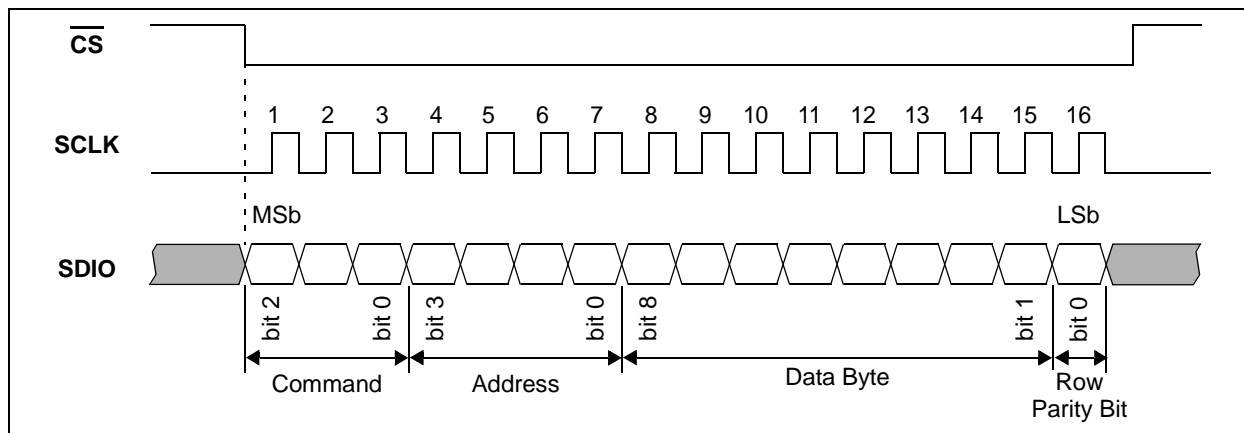 CS
1 2 3 4 5 6 7 8 9 10 11 12 13 14 15 16
SCLK
MSb LSb
SDIO
bit 2 bit 0 bit 3 bit 0 bit 8 bit 1 bit 0
Command Address Data Byte Row
Parity Bit